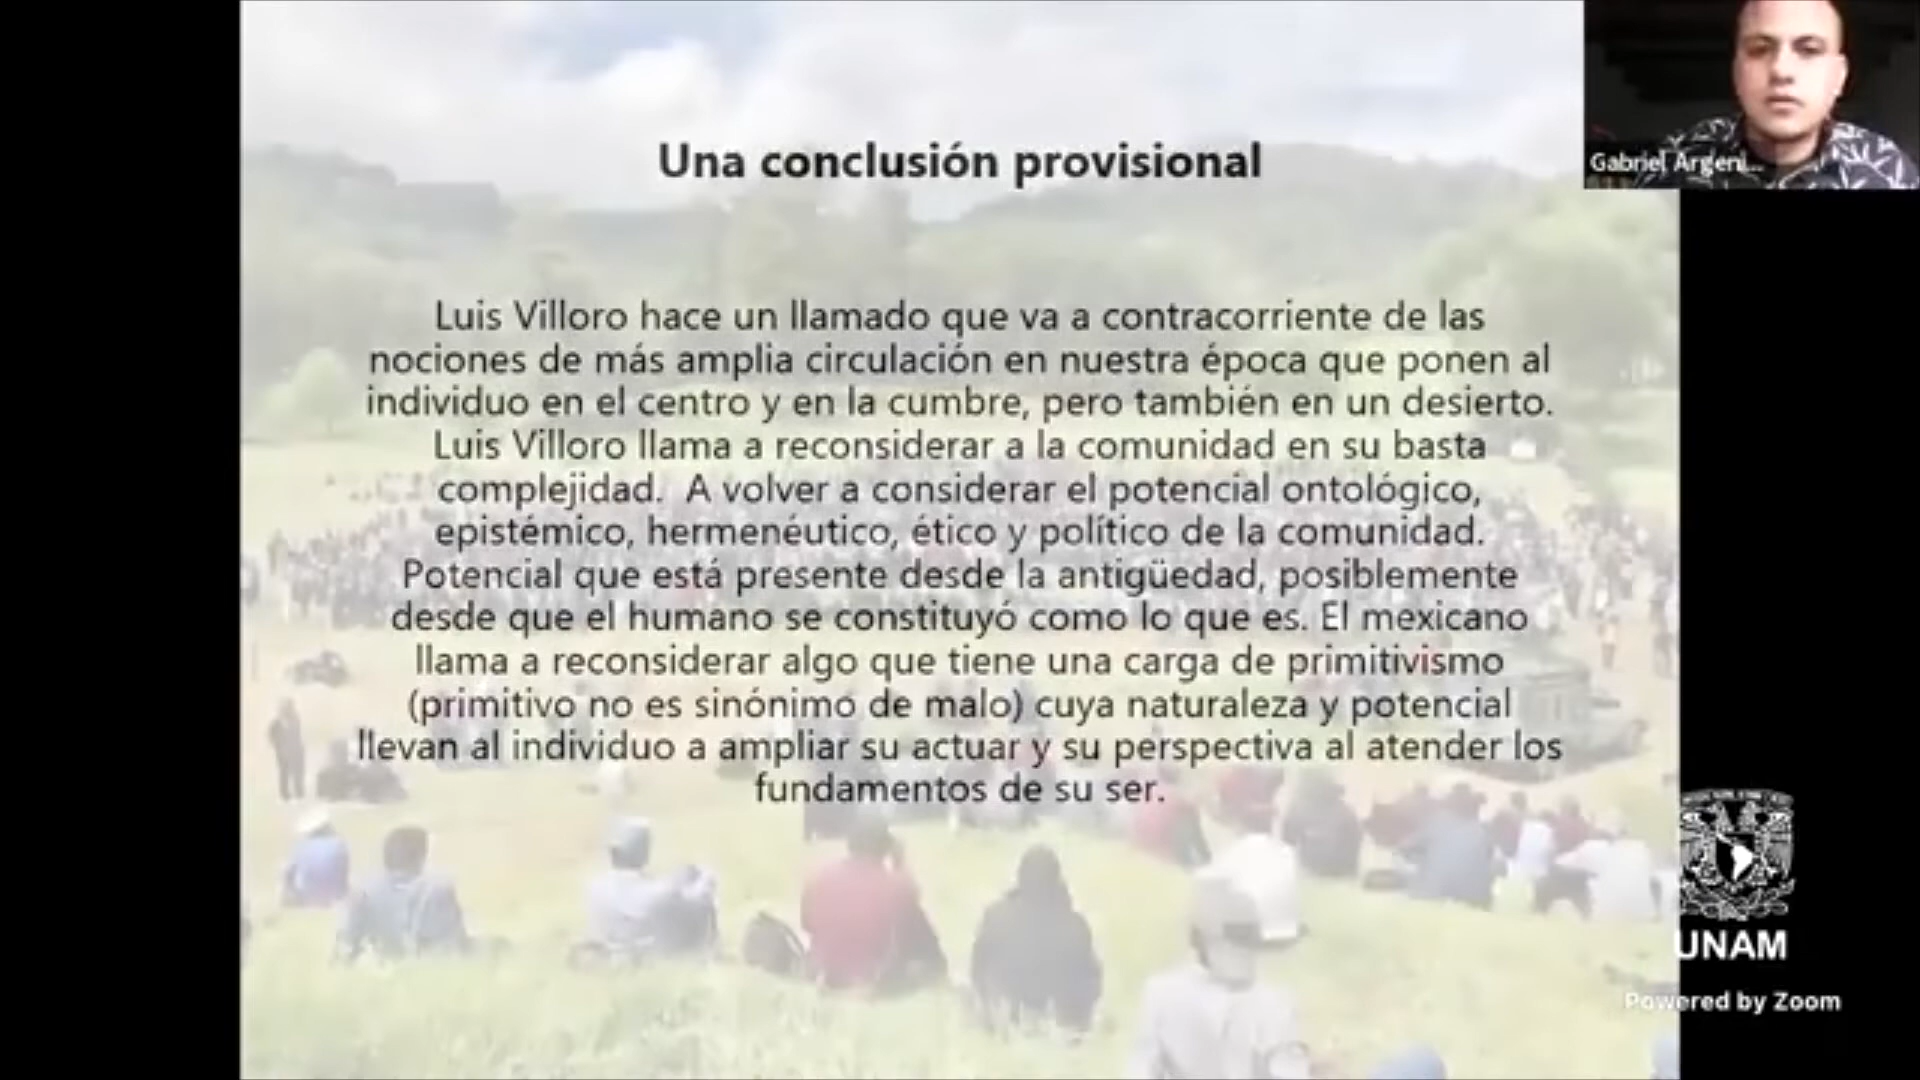 Una conclusión provisional
Gabriel Argeni...
Luis Villoro hace un llamado que va a contracorriente de las
nociones de más amplia circulación en nuestra época que ponen al
individuo en el centro y en la cumbre, pero también en un desierto.
Luis Villoro llama a reconsiderar a la comunidad en su basta
complejidad.  A volver a considerar el potencial ontológico,
epistémico, hermenéutico, ético y político de la comunidad.
Potencial que está presente desde la antigüedad, posiblemente
desde que el humano se constituyó como lo que es. El mexicano
llama a reconsiderar algo que tiene una carga de primitivismo
(primitivo no es sinónimo de malo) cuya naturaleza y potencial
llevan al individuo a ampliar su actuar y su perspectiva al atender los
fundamentos de su ser.
UNAM
Powered by Zoom